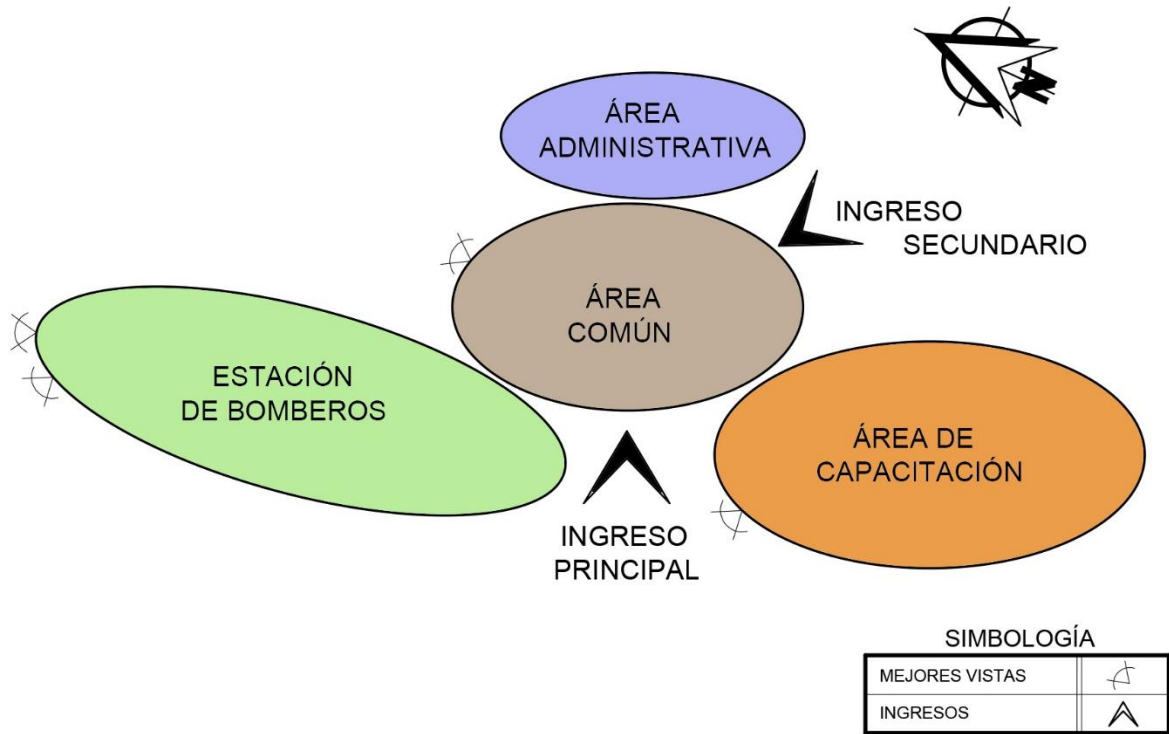 N
ÁREA
ADMINISTRATIVA
INGRESO
SECUNDARIO
ÁREA
COMÚN
ESTACIÓN
DE BOMBEROS
ÁREA DE
CAPACITACIÓN
INGRESO
PRINCIPAL
SIMBOLOGÍA
MEJORES VISTAS
INGRESOS